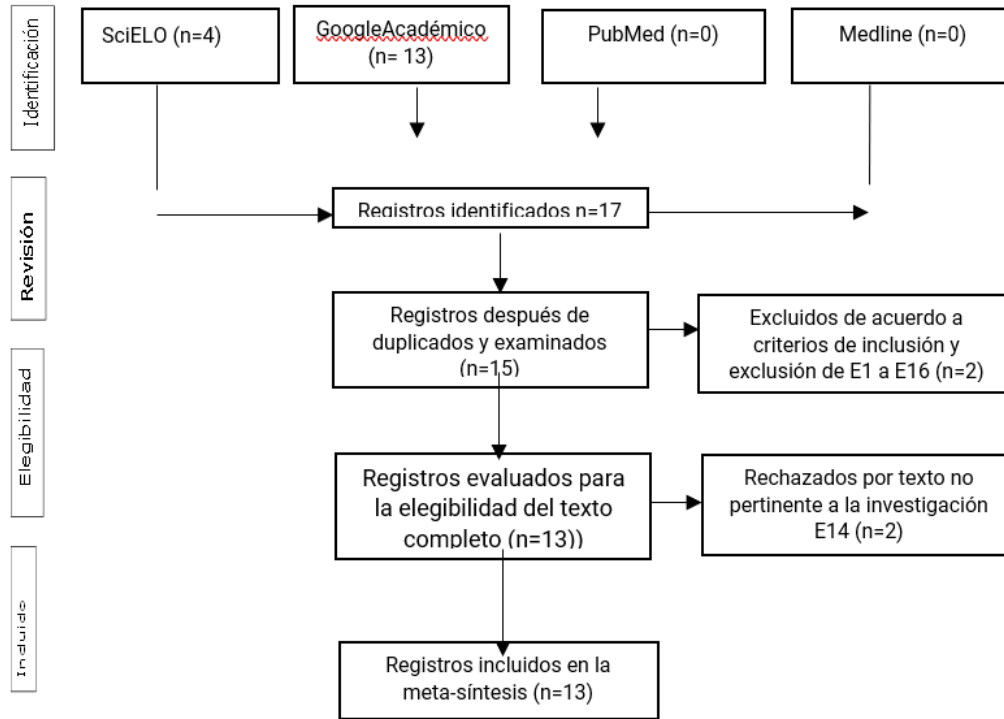 Identificación
SciELO (n=4)
GoogleAcadémico
(n= 13)
PubMed (n=0)
Medline (n=0)
Revisión
Registros identificados n=17
Registros después de
duplicados y examinados
(n=15)
Excluidos de acuerdo a
criterios de inclusión y
exclusión de E1 a E16 (n=2)
Elegibilidad
Registros evaluados para
la elegibilidad del texto
completo (n=13))
Rechazados por texto no
pertinente a la investigación
E14 (n=2)
Incluido
Registros incluidos en la
meta-síntesis (n=13)